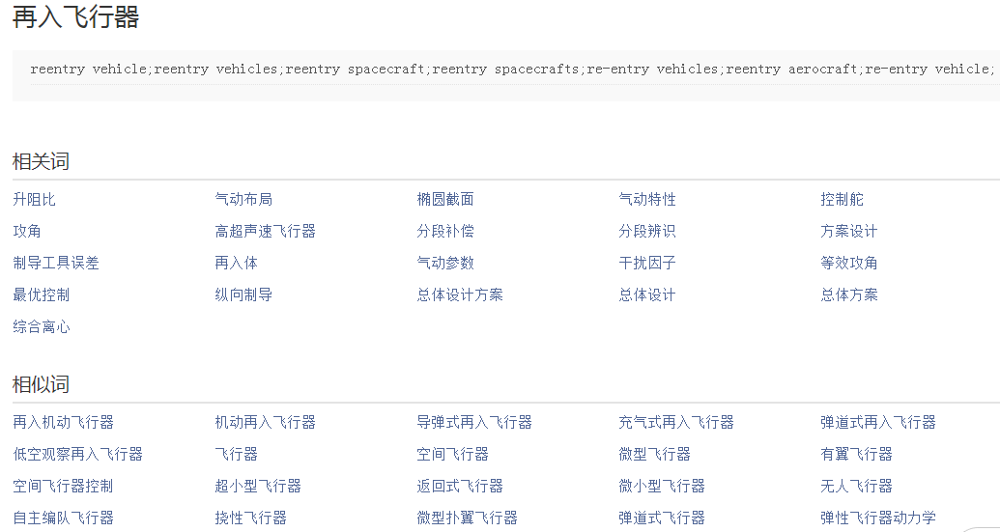 再入飞行器
reentry vehicle;reentry vehicles;reentry spacecraft;reentry spacecrafts;re-entry vehicles;reentry aerocraft;re-entry vehicle;
相关词
升阻比 气动布局 椭圆截面 气动特性 控制舵
攻角 高超声速飞行器 分段补偿 分段辨识 方案设计
制导工具误差 再入体 气动参数 干扰因子 等效攻角
最优控制 纵向制导 总体设计方案 总体设计 总体方案
综合离心
相似词
再入机动飞行器 机动再入飞行器 导弹式再入飞行器 充气式再入飞行器 弹道式再入飞行器
低空观察再入飞行器 飞行器 空间飞行器 微型飞行器 有翼飞行器
空间飞行器控制 超小型飞行器 返回式飞行器 微小型飞行器 无人飞行器
自主编队飞行器 挠性飞行器 微型扑翼飞行器 弹道式飞行器 弹性飞行器动力学